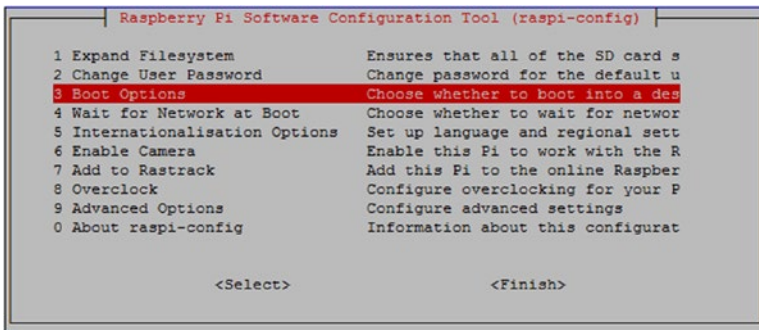 Raspberry Pi Software Configuration Tool (raspi-config)
1 Expand Filesystem Ensures that all of the SD card s
2 Change User Password Change password for the default u
3 Boot Options Choose whether to boot into a des
4 Wait for Network at Boot Choose whether to wait for networ
5 Internationalisation Options Set up language and regional sett
6 Enable Camera Enable this Pi to work with the R
7 Add to Rastrack Add this Pi to the online Raspber
8 Overclock Configure overclocking for your P
9 Advanced Options Configure advanced settings
0 About raspi-config Information about this configurat
<Select> <Finish>